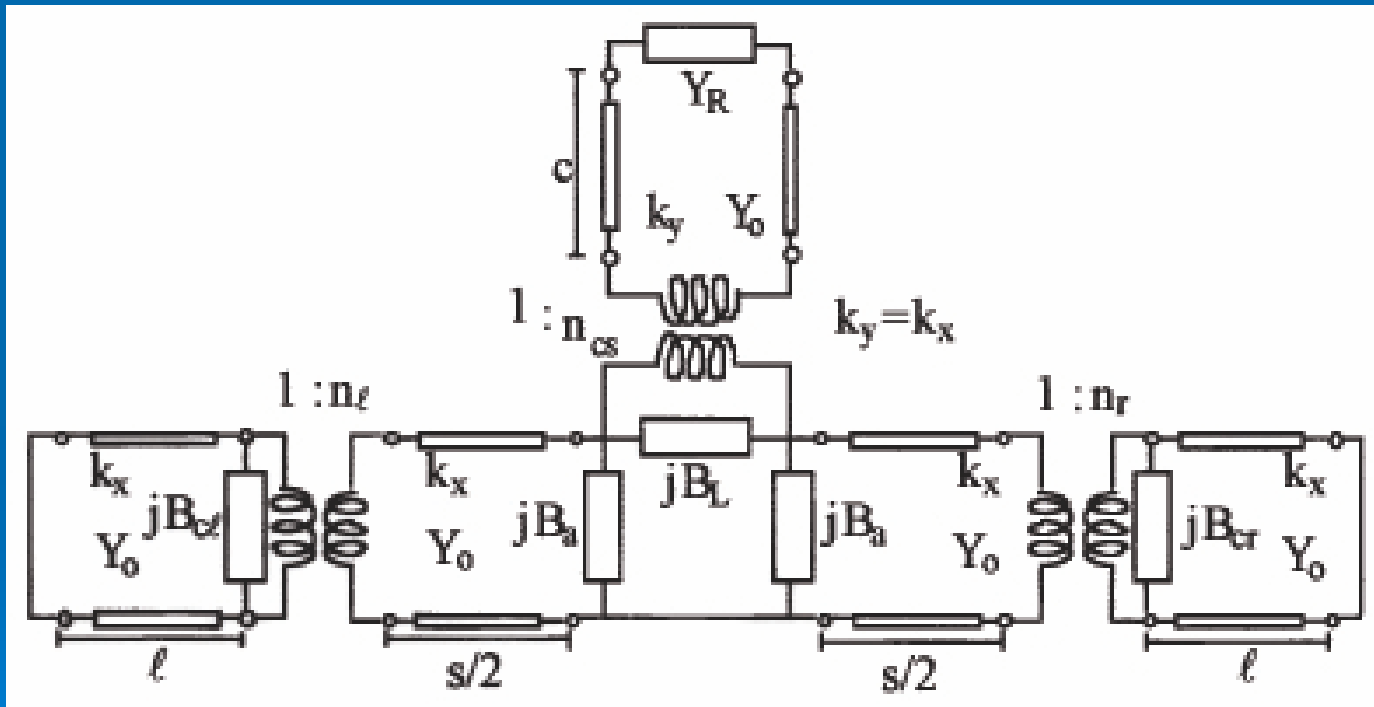 Y_R
c
k_y Y_o
1 : n_cs
k_y=k_x
1 : n_ℓ
1 : n_r
k_x
jB_cℓ
Y_o
k_x
Y_o
jB_a
jB_L
jB_a
k_x
Y_o
jB_cr
k_x
Y_o
ℓ
s/2
s/2
ℓ